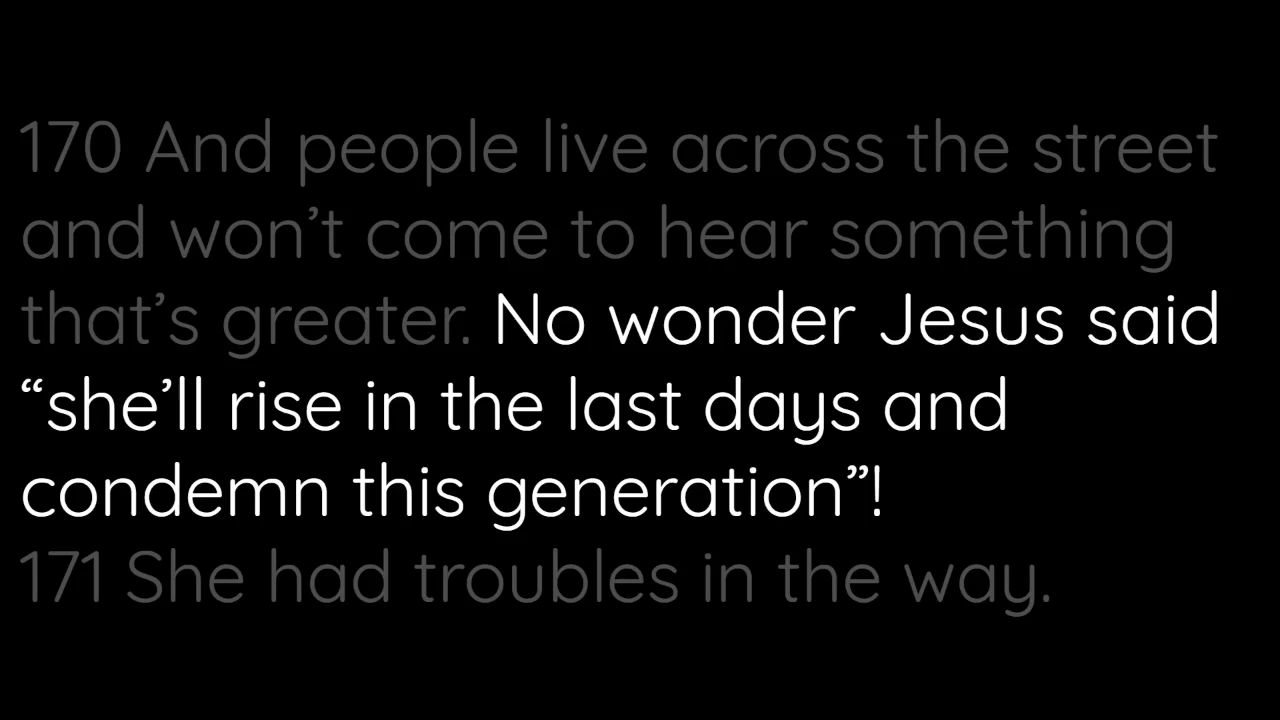 170 And people live across the street
and won’t come to hear something
that’s greater. No wonder Jesus said
“she’ll rise in the last days and
condemn this generation”!
171 She had troubles in the way.